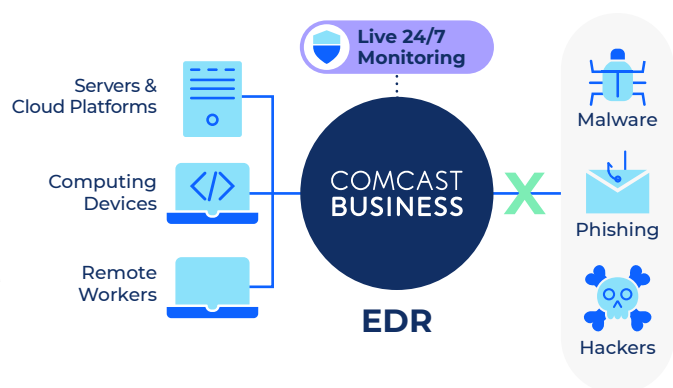 Live 24/7
Monitoring
Servers &
Cloud Platforms
Computing
Devices
Remote
Workers
COMCAST
BUSINESS
EDR
X
Malware
Phishing
Hackers